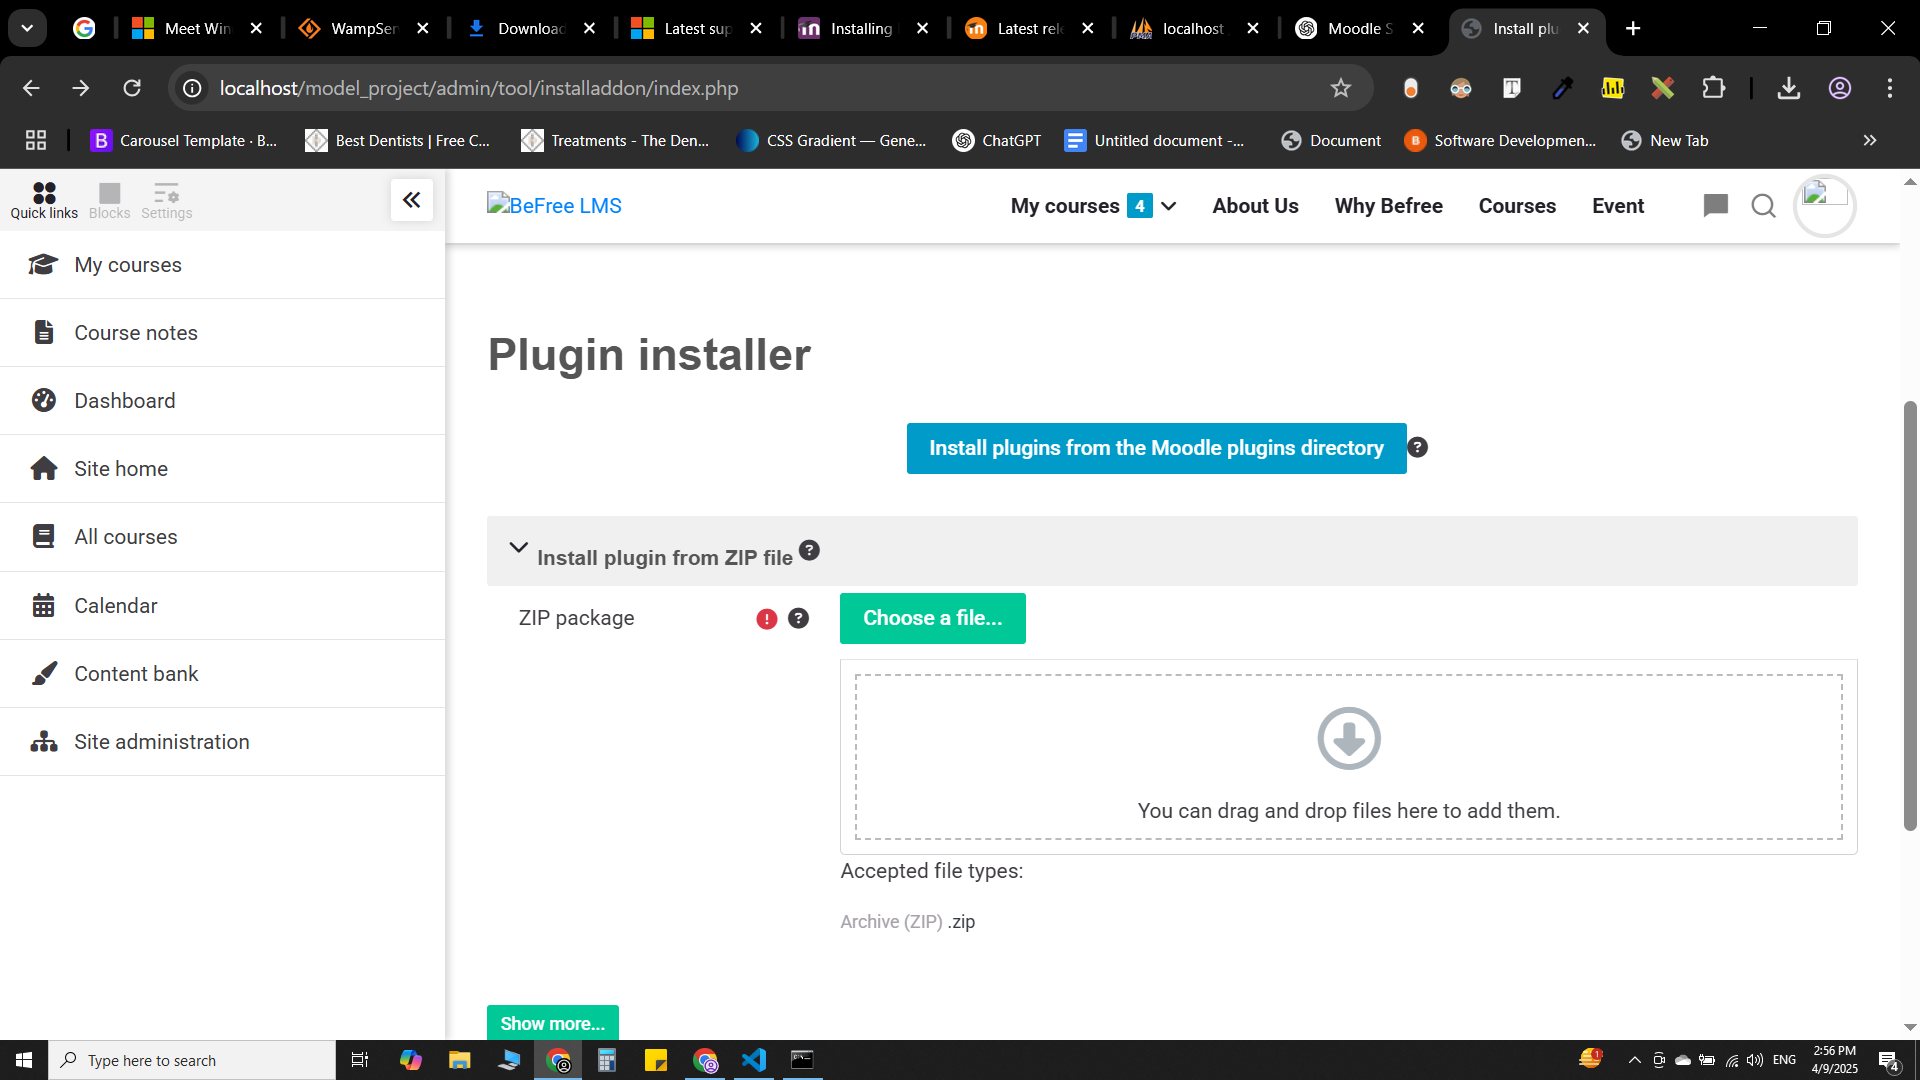 Meet Win
WampSer
Download
Latest sup
Installing
Latest rele
localhost
Moodle S
Install plu
localhost/model_project/admin/tool/installaddon/index.php
Carousel Template · B...
Best Dentists | Free C...
Treatments - The Den...
CSS Gradient — Gene...
ChatGPT
Untitled document -...
Document
Software Developmen...
New Tab
Quick links
Blocks
Settings
BeFree LMS
My courses 4
About Us
Why Befree
Courses
Event
My courses
Course notes
Dashboard
Site home
All courses
Calendar
Content bank
Site administration
Plugin installer
Install plugins from the Moodle plugins directory
Install plugin from ZIP file
ZIP package
Choose a file...
You can drag and drop files here to add them.
Accepted file types:
Archive (ZIP) .zip
Show more...
Type here to search
ENG
2:56 PM
4/9/2025
4